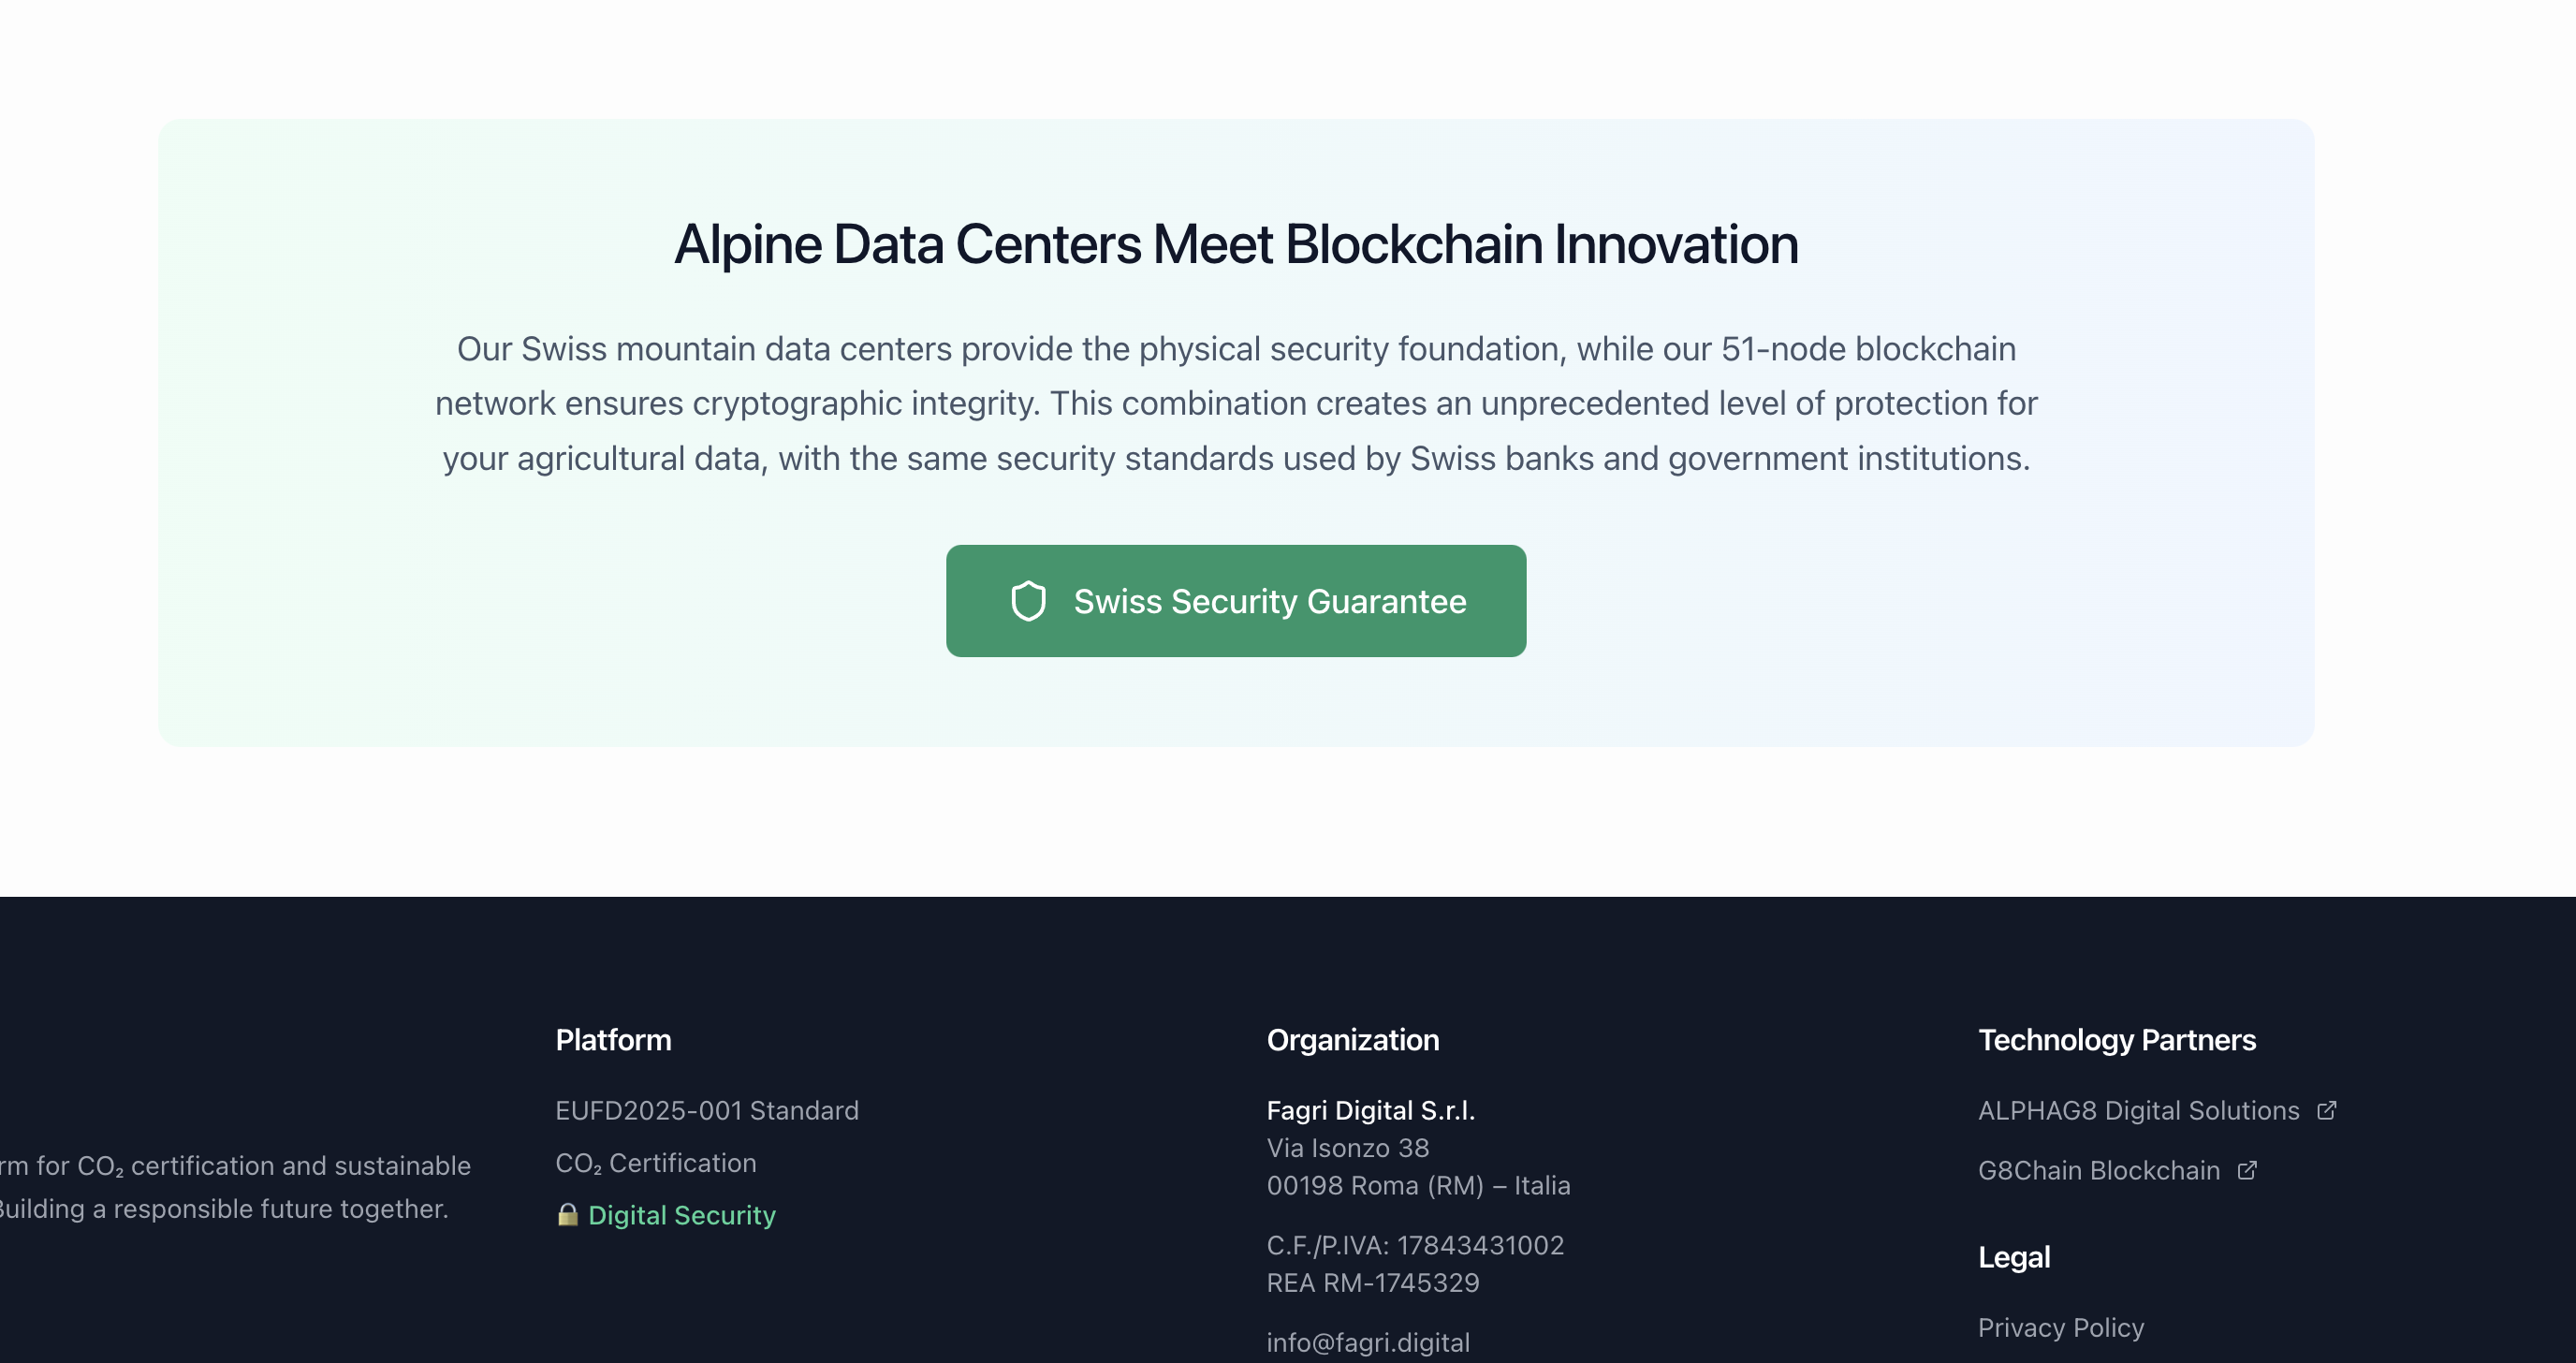 Alpine Data Centers Meet Blockchain Innovation
Our Swiss mountain data centers provide the physical security foundation, while our 51-node blockchain
network ensures cryptographic integrity. This combination creates an unprecedented level of protection for
your agricultural data, with the same security standards used by Swiss banks and government institutions.
Swiss Security Guarantee
for CO₂ certification and sustainable
Building a responsible future together.
Platform
EUFD2025-001 Standard
CO₂ Certification
🔒 Digital Security
Organization
Fagri Digital S.r.l.
Via Isonzo 38
00198 Roma (RM) – Italia
C.F./P.IVA: 17843431002
REA RM-1745329
info@fagri.digital
Technology Partners
ALPHAG8 Digital Solutions
G8Chain Blockchain
Legal
Privacy Policy